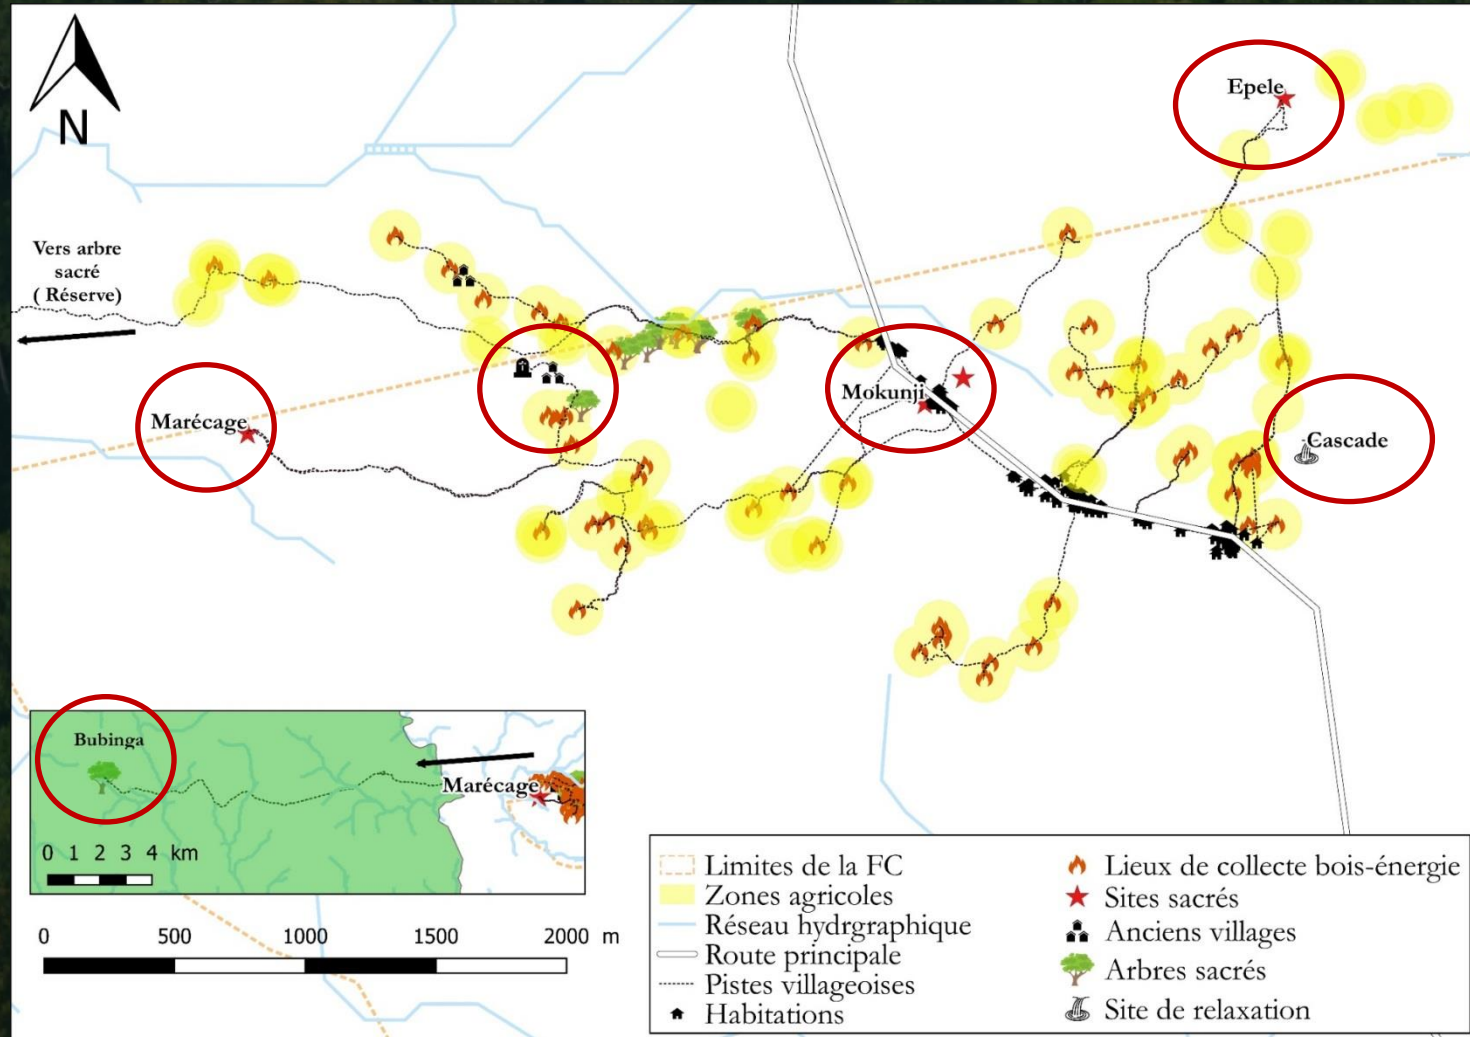 N
Epele
Vers arbre
sacré
( Réserve)
Marécage
Mokunji
Cascade
Bubinga
Marécage
0 1 2 3 4 km
0 500 1000 1500 2000 m
Limites de la FC
Zones agricoles
Réseau hydrgraphique
Route principale
Pistes villageoises
Habitations
Lieux de collecte bois-énergie
Sites sacrés
Anciens villages
Arbres sacrés
Site de relaxation